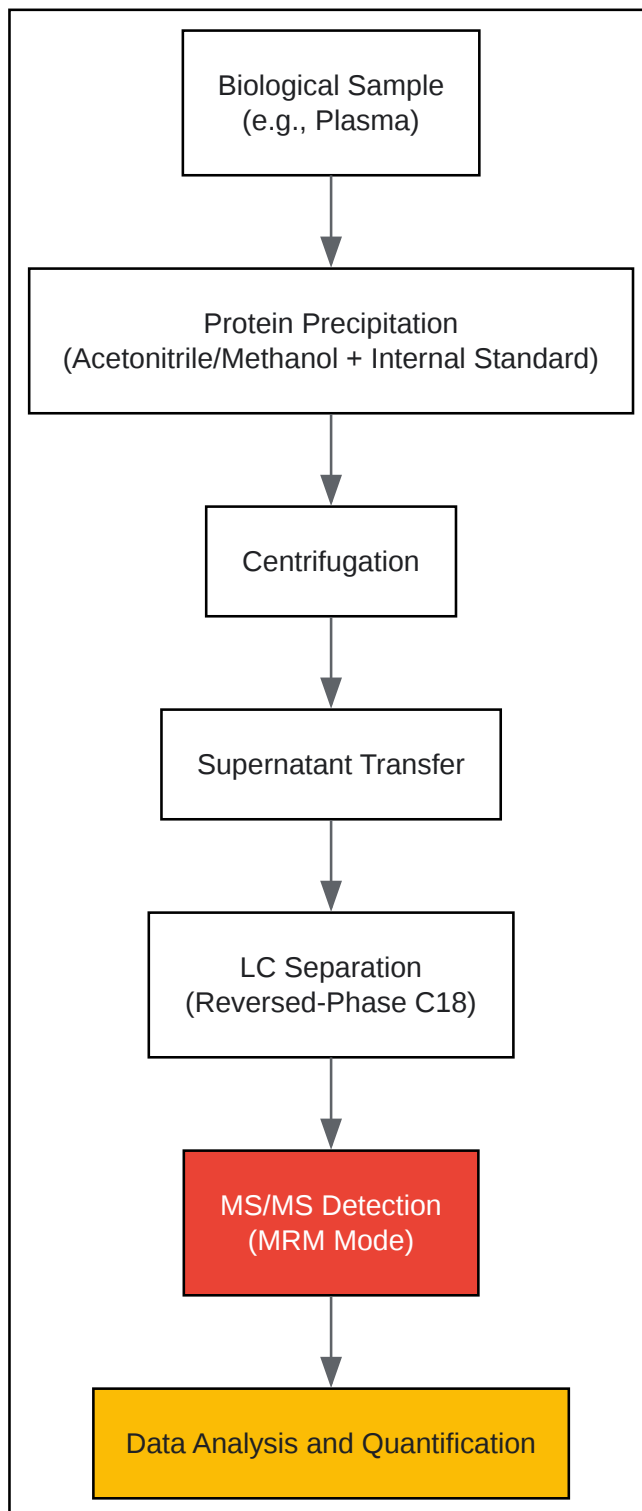 Biological Sample
(e.g., Plasma)
Protein Precipitation
(Acetonitrile/Methanol + Internal Standard)
Centrifugation
Supernatant Transfer
LC Separation
(Reversed-Phase C18)
MS/MS Detection
(MRM Mode)
Data Analysis and Quantification